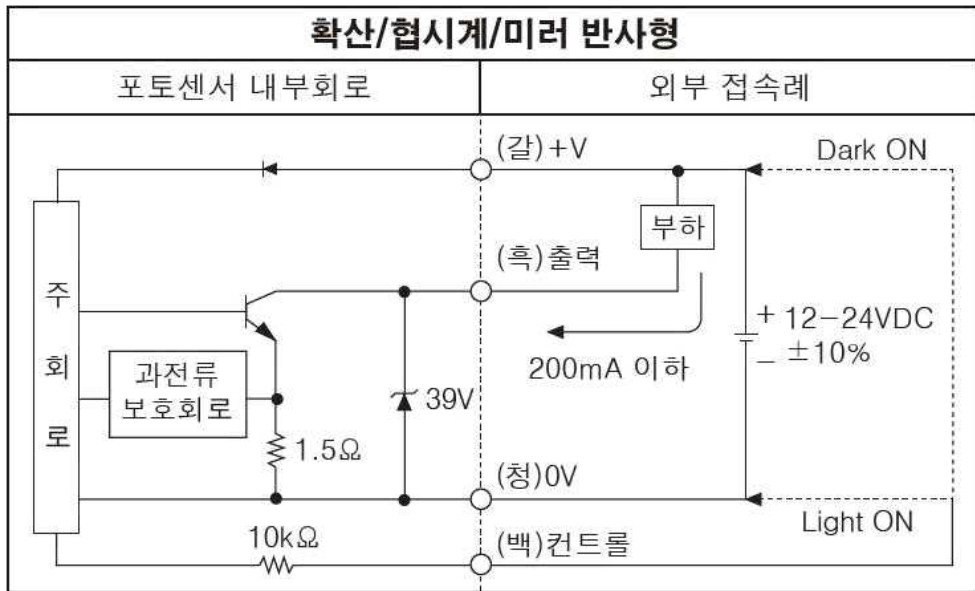 확산/협시계/미러 반사형
포토센서 내부회로
외부 접속례
(갈)+V
Dark ON
부하
(흑)출력
주
회
로
+ 12-24VDC
- ±10%
200mA 이하
과전류
보호회로
39V
1.5Ω
(청)0V
Light ON
10kΩ
(백)컨트롤